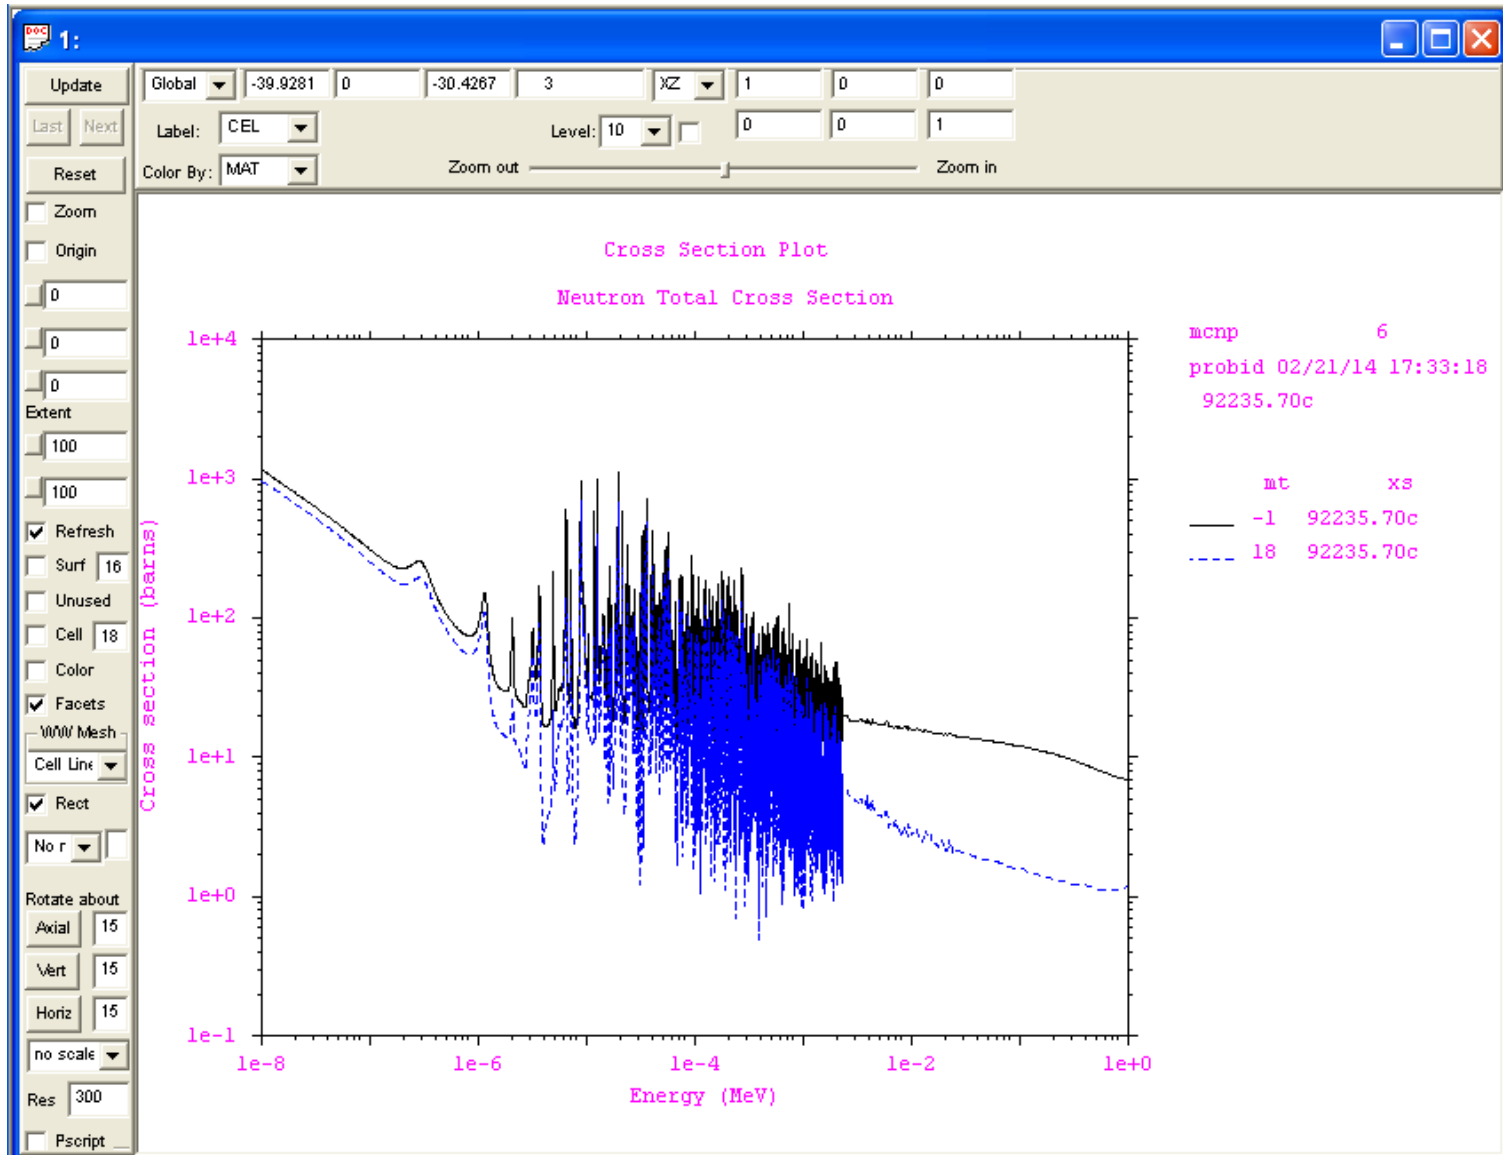 DOC 1:
Update Global -39.9281 0 -30.4267 3 XZ 1 0 0
Last Next Label: CEL Level: 10 0 0 1
Reset Color By: MAT Zoom out Zoom in
Zoom
Origin
0
0
0
Extent
100
100
Refresh
Surf 16
Unused
Cell 18
Color
Facets
WW Mesh
Cell Line
Rect
No r
Rotate about
Axial 15
Vert 15
Horiz 15
no scale
Res 300
Pscript
Cross Section Plot
Neutron Total Cross Section
mcnp 6
probid 02/21/14 17:33:18
92235.70c
mt xs
-1 92235.70c
18 92235.70c
Cross section (barns)
1e+4
1e+3
1e+2
1e+1
1e+0
1e-1
1e-8 1e-6 1e-4 1e-2 1e+0
Energy (MeV)